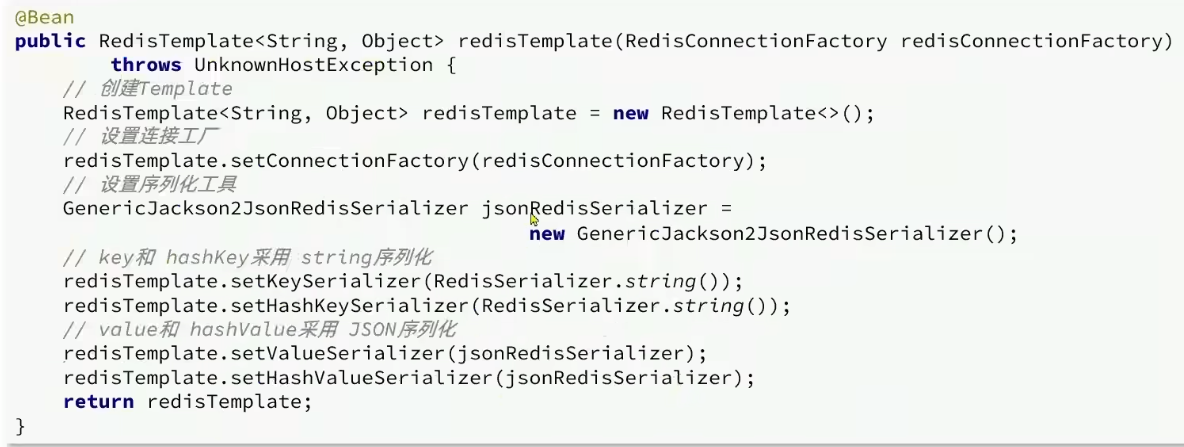 @Bean
public RedisTemplate<String, Object> redisTemplate(RedisConnectionFactory redisConnectionFactory)
        throws UnknownHostException {
    // 创建Template
    RedisTemplate<String, Object> redisTemplate = new RedisTemplate<>();
    // 设置连接工厂
    redisTemplate.setConnectionFactory(redisConnectionFactory);
    // 设置序列化工具
    GenericJackson2JsonRedisSerializer jsonRedisSerializer =
                                       new GenericJackson2JsonRedisSerializer();
    // key和 hashKey采用 string序列化
    redisTemplate.setKeySerializer(RedisSerializer.string());
    redisTemplate.setHashKeySerializer(RedisSerializer.string());
    // value和 hashValue采用 JSON序列化
    redisTemplate.setValueSerializer(jsonRedisSerializer);
    redisTemplate.setHashValueSerializer(jsonRedisSerializer);
    return redisTemplate;
}